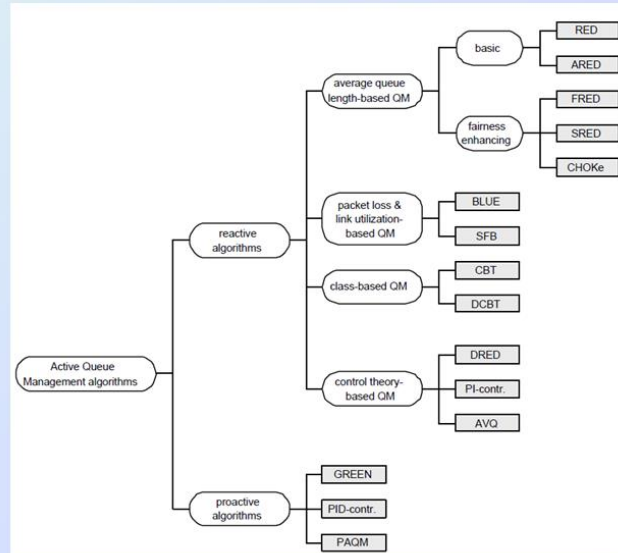 RED
basic
ARED
average queue
length-based QM
FRED
fairness
enhancing
SRED
CHOKe
packet loss &
link utilization-
based QM
BLUE
SFB
reactive
algorithms
class-based QM
CBT
DCBT
Active Queue
Management algorithms
control theory-
based QM
DRED
PI-contr.
AVQ
proactive
algorithms
GREEN
PID-contr.
PAQM